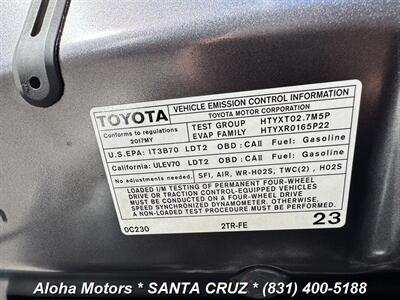 VEHICLE EMISSION CONTROL INFORMATION
TOYOTA
TOYOTA MOTOR CORPORATION
Conforms to regulations
2017MY
TEST GROUP HTYXT02.7M5P
EVAP FAMILY HTYXR0165P22
U.S.EPA: IT3B70 LDT2 OBD:CAII Fuel: Gasoline
California: ULEV70 LDT2 OBD:CAII Fuel: Gasoline
No adjustments needed. SFI, AIR, WR-HO2S, TWC(2), HO2S
LOADED I/M TESTING OF PERMANENT FOUR-WHEEL
DRIVE OR TRACTION CONTROL-EQUIPPED VEHICLES
MUST BE CONDUCTED ON A FOUR-WHEEL DRIVE,
SPEED SYNCHRONIZED DYNAMOMETER. OTHERWISE,
A NON-LOADED TEST PROCEDURE MUST BE USED.
0C230 2TR-FE 23
Aloha Motors * SANTA CRUZ * (831) 400-5188